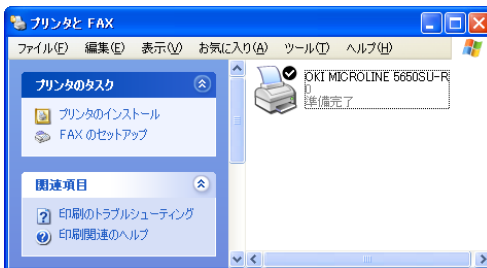 プリンタと FAX
ファイル(F) 編集(E) 表示(V) お気に入り(A) ツール(T) ヘルプ(H)
プリンタのタスク
プリンタのインストール
FAX のセットアップ
関連項目
印刷のトラブルシューティング
印刷関連のヘルプ
OKI MICROLINE 5650SU-R
0
準備完了